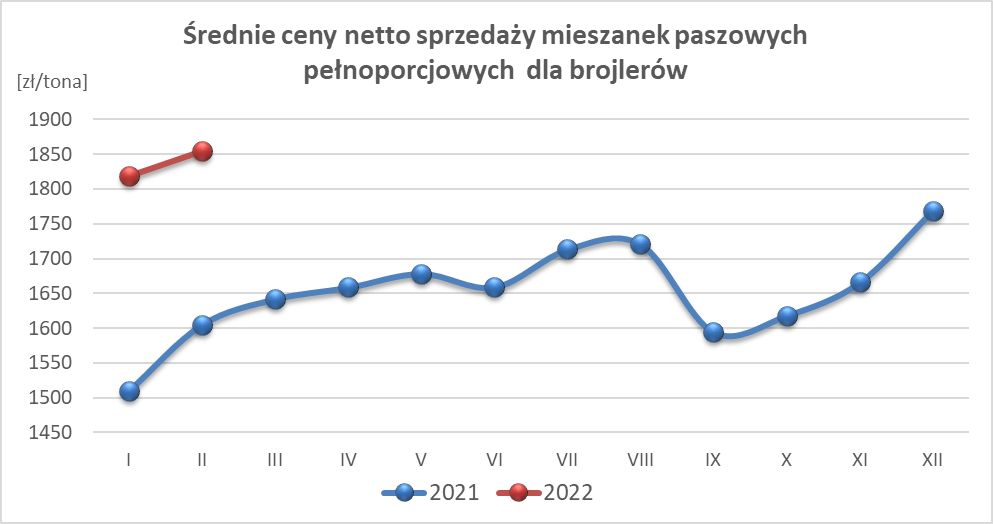 Średnie ceny netto sprzedaży mieszanek paszowych
pełnoporcjowych dla brojlerów
[zł/tona]
1900
1850
1800
1750
1700
1650
1600
1550
1500
1450
I II III IV V VI VII VIII IX X XI XII
2021 2022